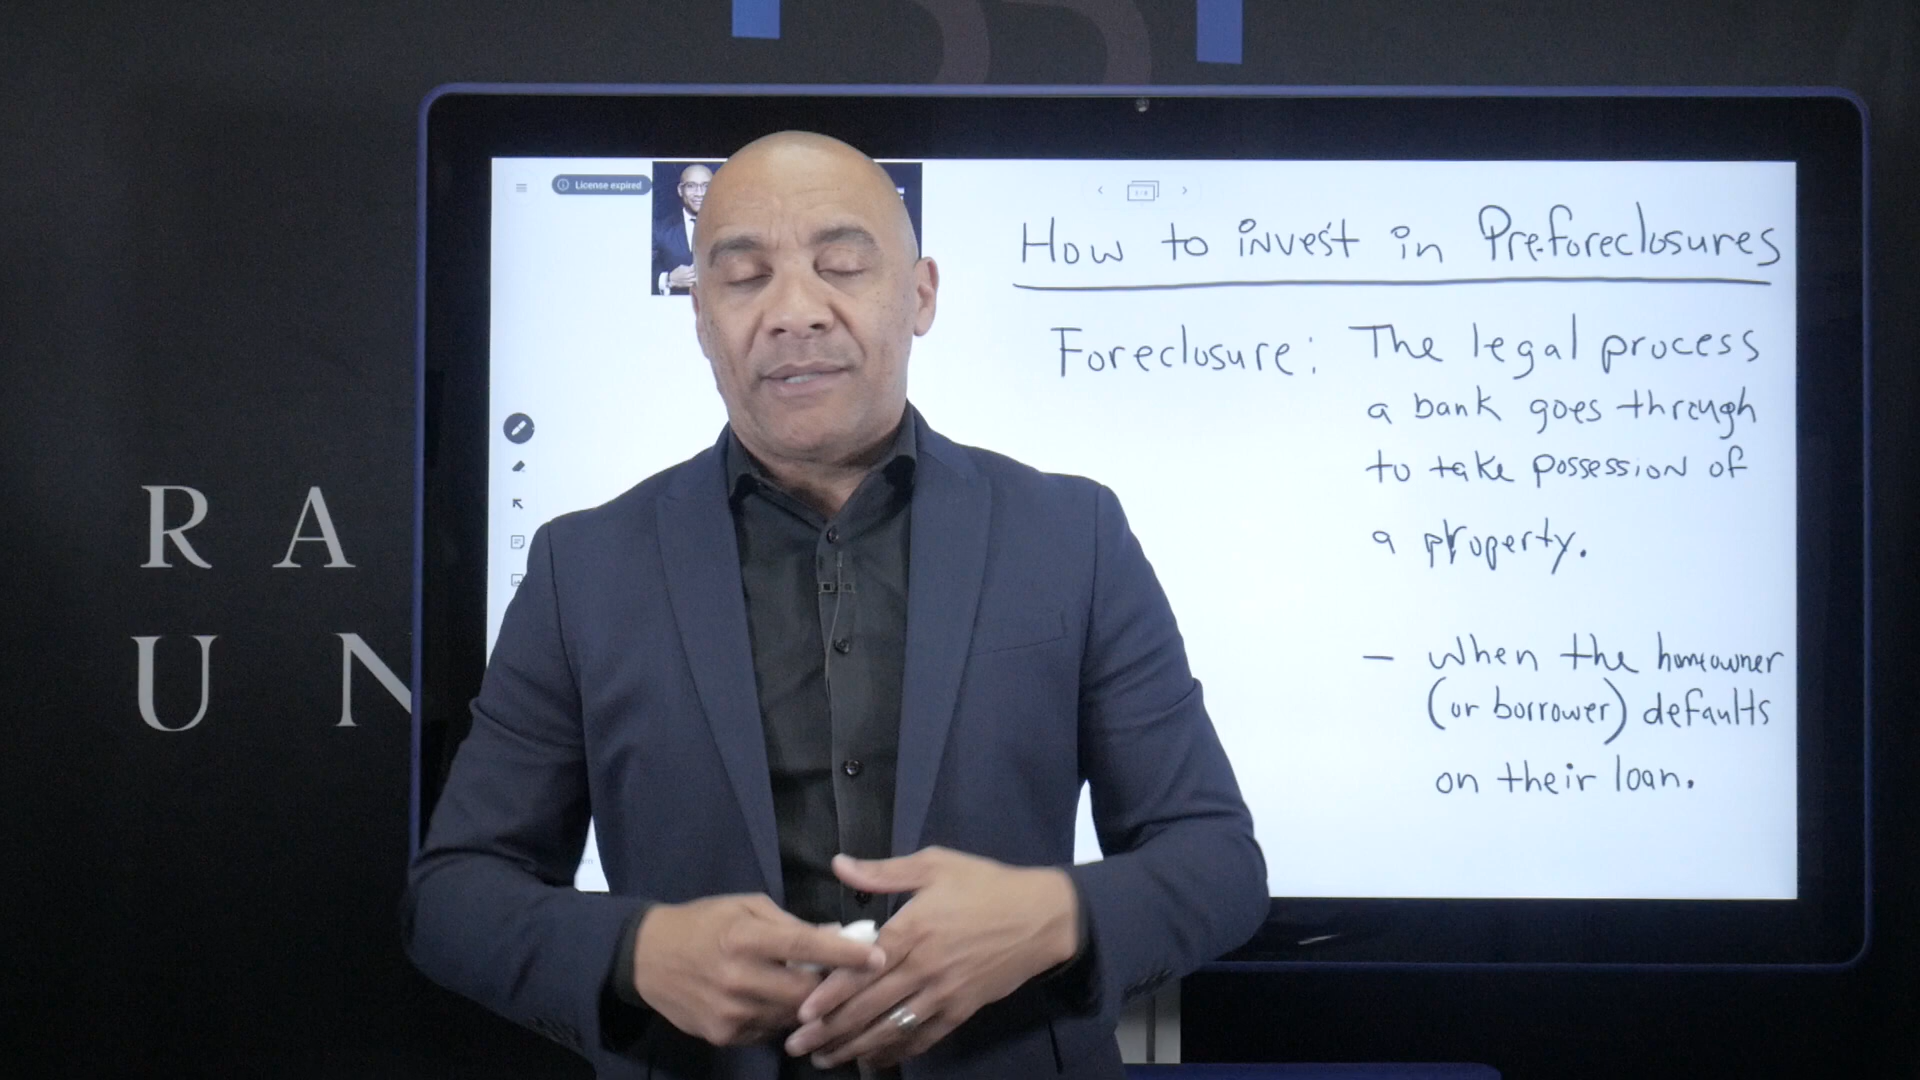 License expired
How to invest in Preforeclosures
Foreclosure: The legal process
a bank goes through
to take possession of
a property.
- When the homeowner
(or borrower) defaults
on their loan.
R A
U N